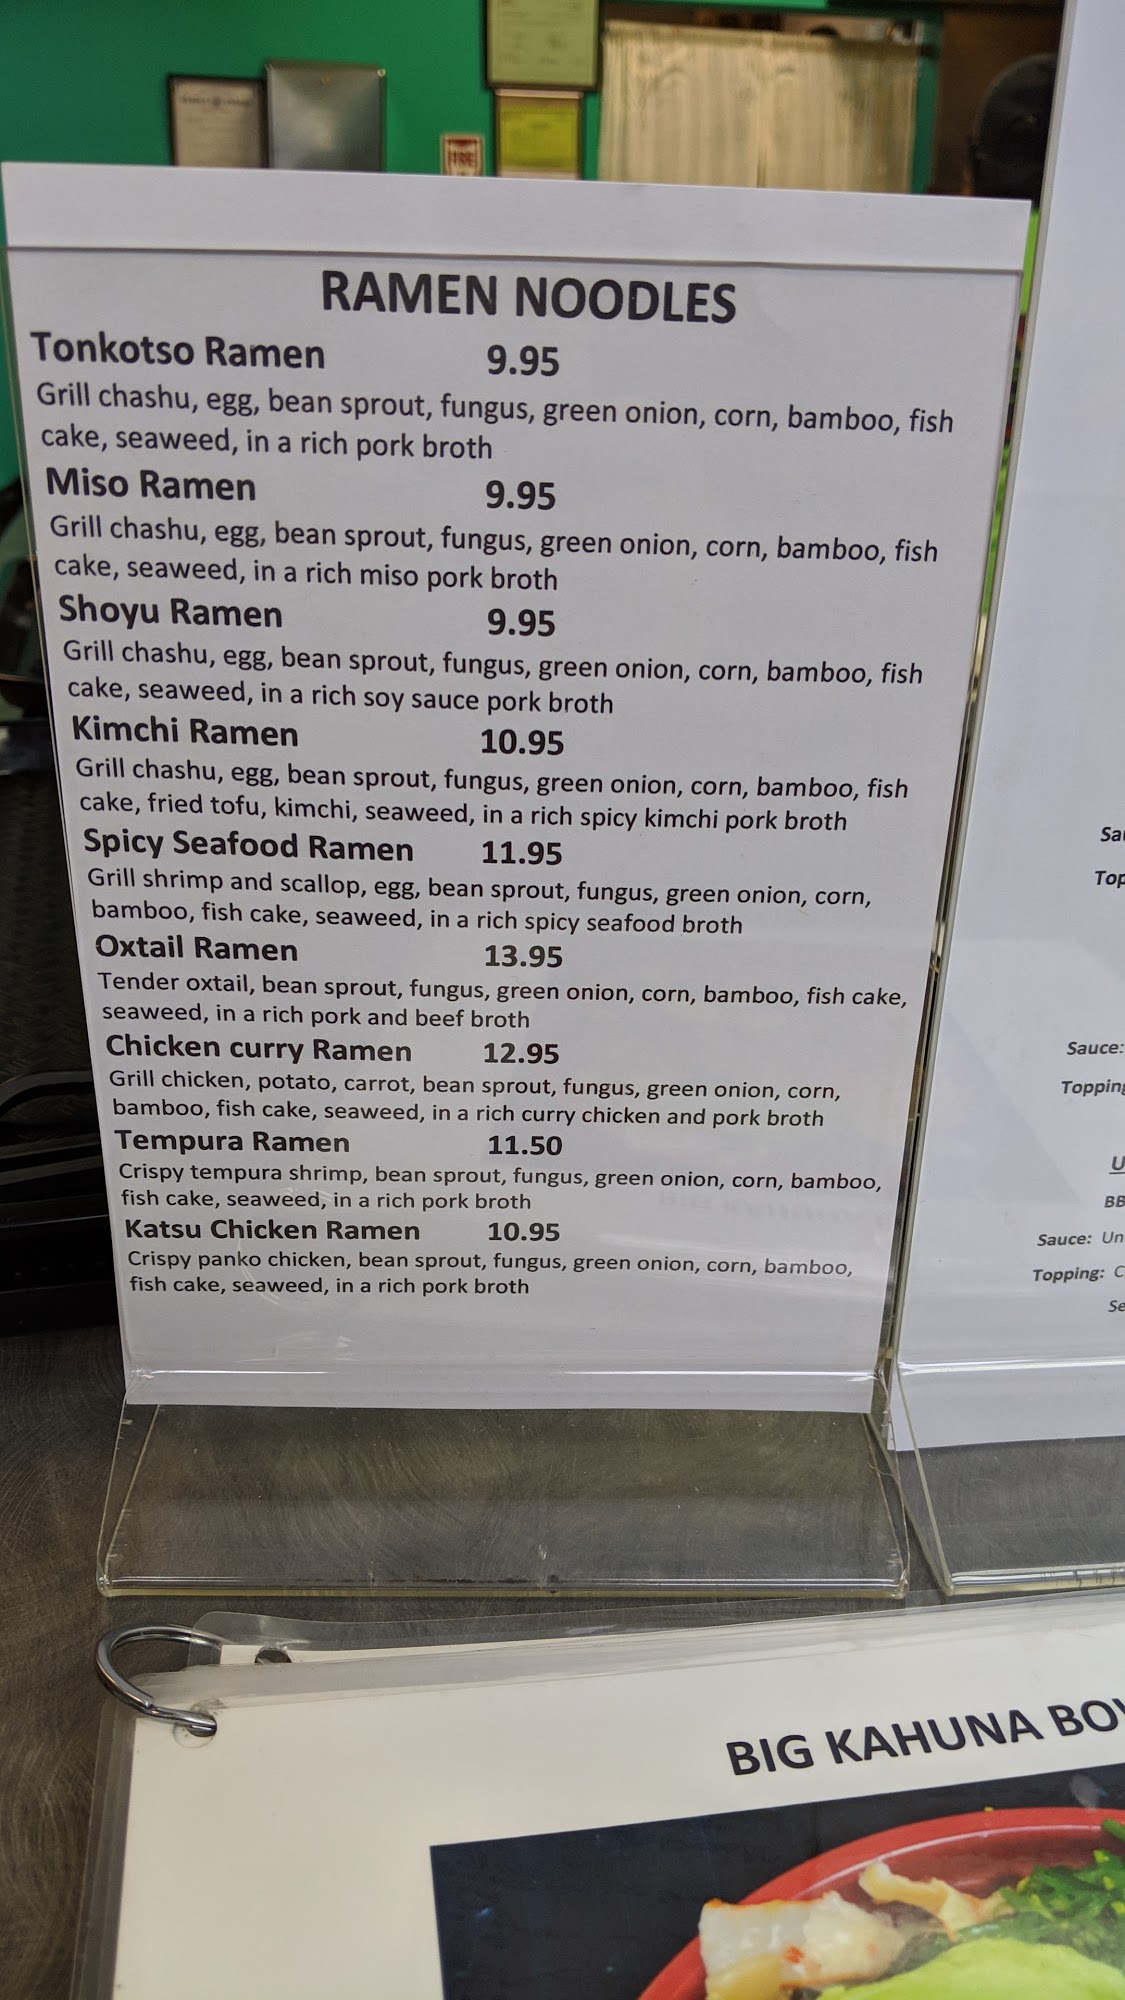 RAMEN NOODLES
Tonkotso Ramen 9.95
Grill chashu, egg, bean sprout, fungus, green onion, corn, bamboo, fish
cake, seaweed, in a rich pork broth
Miso Ramen 9.95
Grill chashu, egg, bean sprout, fungus, green onion, corn, bamboo, fish
cake, seaweed, in a rich miso pork broth
Shoyu Ramen 9.95
Grill chashu, egg, bean sprout, fungus, green onion, corn, bamboo, fish
cake, seaweed, in a rich soy sauce pork broth
Kimchi Ramen 10.95
Grill chashu, egg, bean sprout, fungus, green onion, corn, bamboo, fish
cake, fried tofu, kimchi, seaweed, in a rich spicy kimchi pork broth
Spicy Seafood Ramen 11.95
Grill shrimp and scallop, egg, bean sprout, fungus, green onion, corn,
bamboo, fish cake, seaweed, in a rich spicy seafood broth
Oxtail Ramen 13.95
Tender oxtail, bean sprout, fungus, green onion, corn, bamboo, fish cake,
seaweed, in a rich pork and beef broth
Chicken curry Ramen 12.95
Grill chicken, potato, carrot, bean sprout, fungus, green onion, corn,
bamboo, fish cake, seaweed, in a rich curry chicken and pork broth
Tempura Ramen 11.50
Crispy tempura shrimp, bean sprout, fungus, green onion, corn, bamboo,
fish cake, seaweed, in a rich pork broth
Katsu Chicken Ramen 10.95
Crispy panko chicken, bean sprout, fungus, green onion, corn, bamboo,
fish cake, seaweed, in a rich pork broth
Sauce:
Topping
BB
Sauce: Un
Topping: C
Se
BIG KAHUNA BO
FIRE